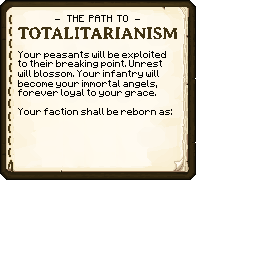 – THE PATH TO –
TOTALITARIANISM
Your peasants will be exploited
to their breaking point. Unrest
will blossom. Your infantry will
become your immortal angels,
forever loyal to your grace.
Your faction shall be reborn as: